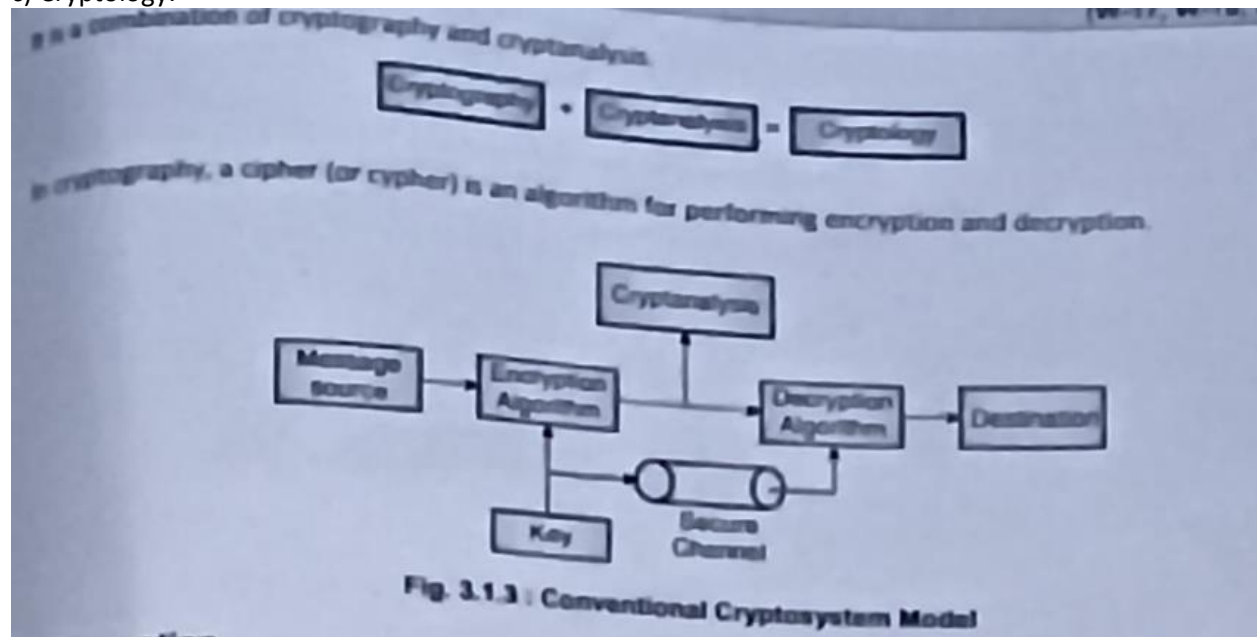 c) Cryptology:
is a combination of cryptography and cryptanalysis.
Cryptography + Cryptanalysis = Cryptology
In cryptography, a cipher (or cypher) is an algorithm for performing encryption and decryption.
Cryptanalysis
Message source
Encryption Algorithm
Decryption Algorithm
Destination
Key
Secure Channel
Fig. 3.1.3 : Conventional Cryptosystem Model